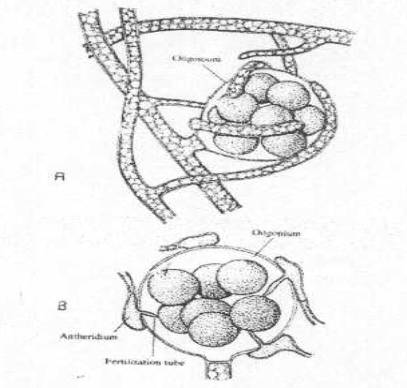 Oogonium
A
Oogonium
B
Antheridium
Fertilization tube